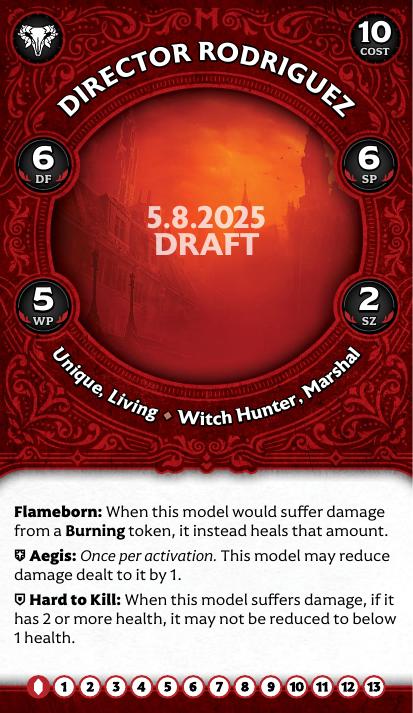 10
COST
DIRECTOR RODRIGUEZ
6
DF
6
SP
5.8.2025
DRAFT
5
WP
2
SZ
Unique, Living ♦ Witch Hunter, Marshal
Flameborn: When this model would suffer damage
from a Burning token, it instead heals that amount.
Aegis: Once per activation. This model may reduce
damage dealt to it by 1.
Hard to Kill: When this model suffers damage, if it
has 2 or more health, it may not be reduced to below
1 health.
1 2 3 4 5 6 7 8 9 10 11 12 13